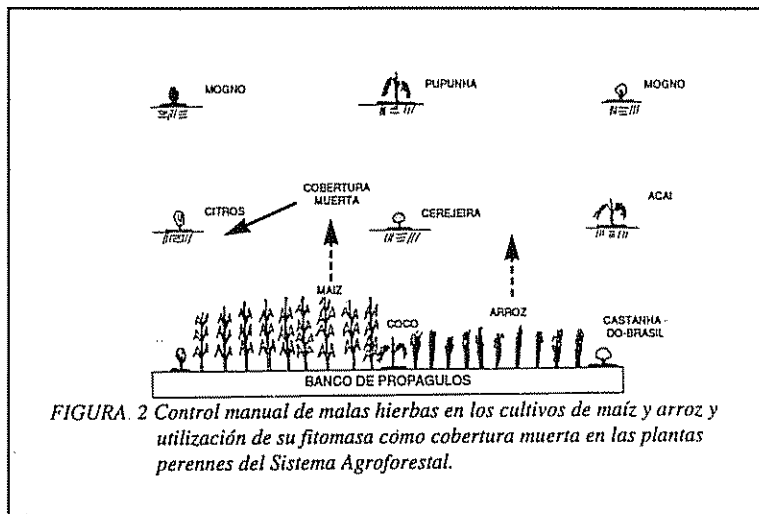 MOGNO
PUPUNHA
MOGNO
COBERTURA
MUERTA
CITROS
CEREJEIRA
ACAI
MAIZ
ARROZ
COCO
CASTANHA -
DO-BRASIL
BANCO DE PROPAGULOS
FIGURA. 2 Control manual de malas hierbas en los cultivos de maíz y arroz y
utilización de su fitomasa cómo cobertura muerta en las plantas
perennes del Sistema Agroforestal.